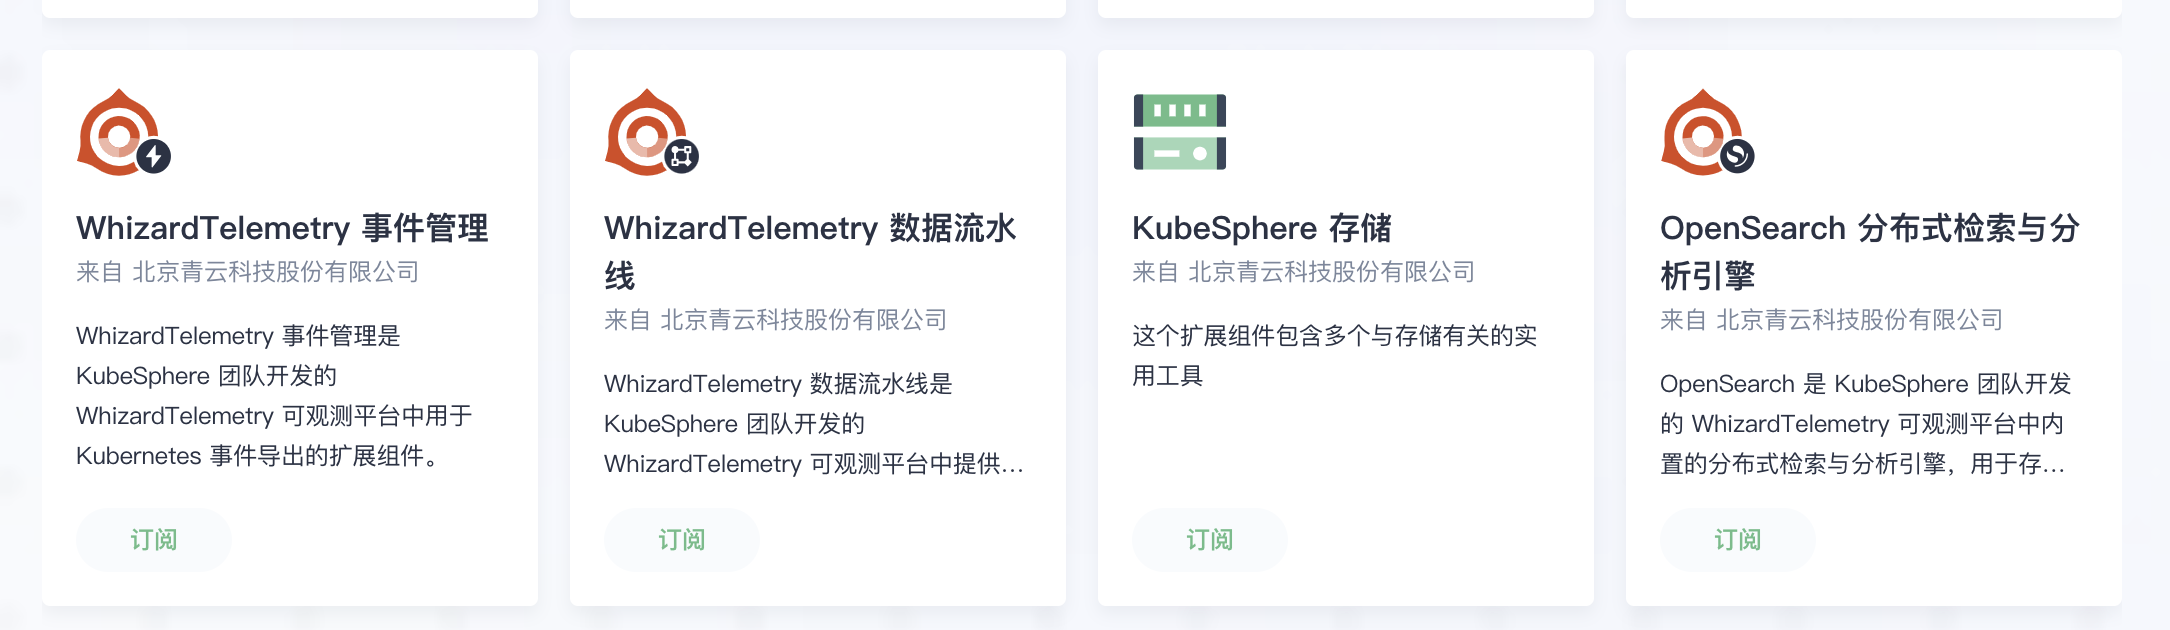 WhizardTelemetry 事件管理
来自 北京青云科技股份有限公司
WhizardTelemetry 事件管理是
KubeSphere 团队开发的
WhizardTelemetry 可观测平台中用于
Kubernetes 事件导出的扩展组件。
订阅
WhizardTelemetry 数据流水
线
来自 北京青云科技股份有限公司
WhizardTelemetry 数据流水线是
KubeSphere 团队开发的
WhizardTelemetry 可观测平台中提供...
订阅
KubeSphere 存储
来自 北京青云科技股份有限公司
这个扩展组件包含多个与存储有关的实
用工具
订阅
OpenSearch 分布式检索与分
析引擎
来自 北京青云科技股份有限公司
OpenSearch 是 KubeSphere 团队开发
的 WhizardTelemetry 可观测平台中内
置的分布式检索与分析引擎，用于存...
订阅